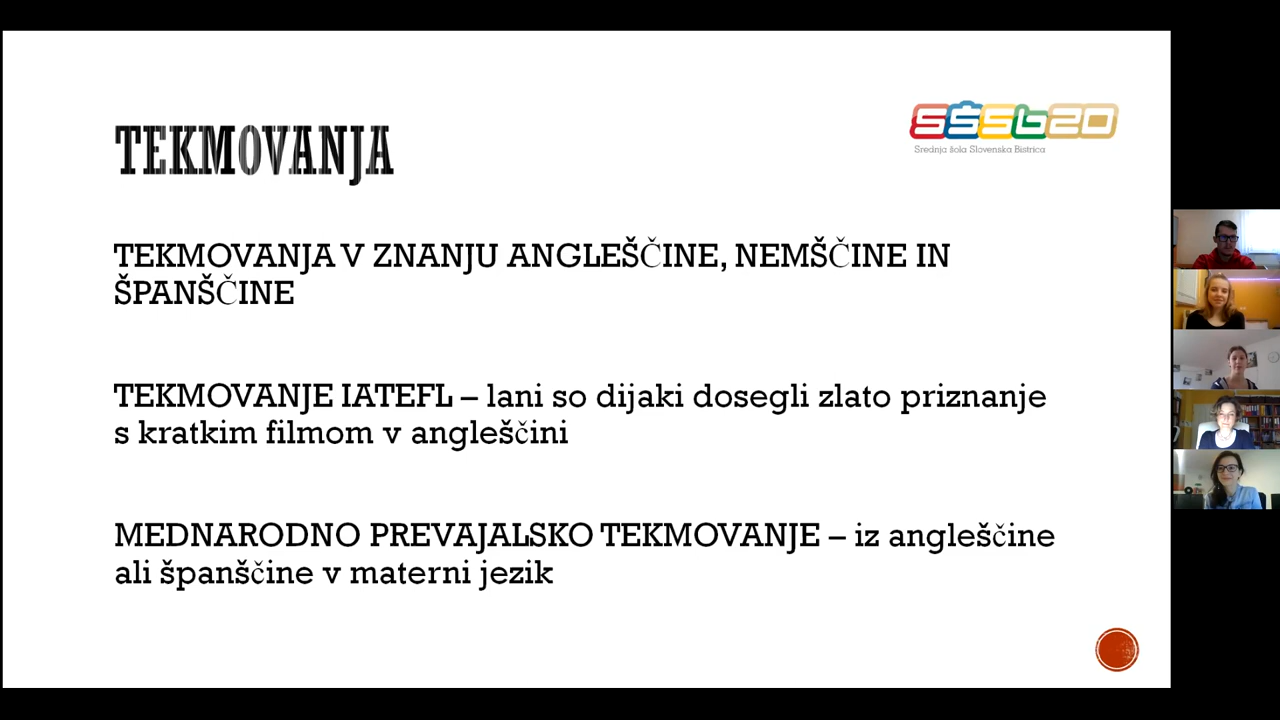 TEKMOVANJA
SŠSb20
Srednja šola Slovenska Bistrica
TEKMOVANJA V ZNANJU ANGLEŠČINE, NEMŠČINE IN
ŠPANŠČINE
TEKMOVANJE IATEFL – lani so dijaki dosegli zlato priznanje
s kratkim filmom v angleščini
MEDNARODNO PREVAJALSKO TEKMOVANJE – iz angleščine
ali španščine v materni jezik